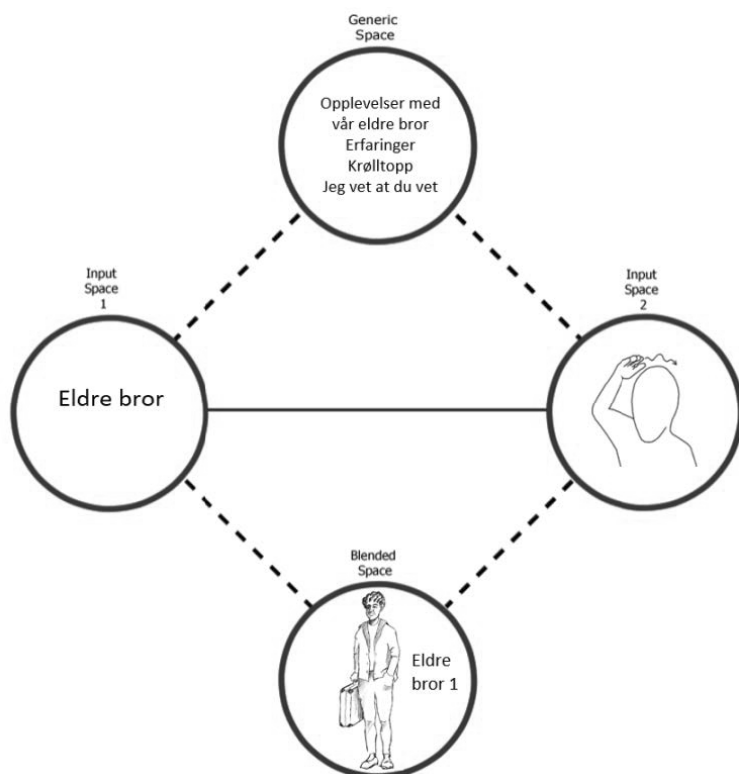 Generic
Space
Opplevelser med
vår eldre bror
Erfaringer
Krølltopp
Jeg vet at du vet
Input
Space
1
Eldre bror
Input
Space
2
Blended
Space
Eldre
bror 1